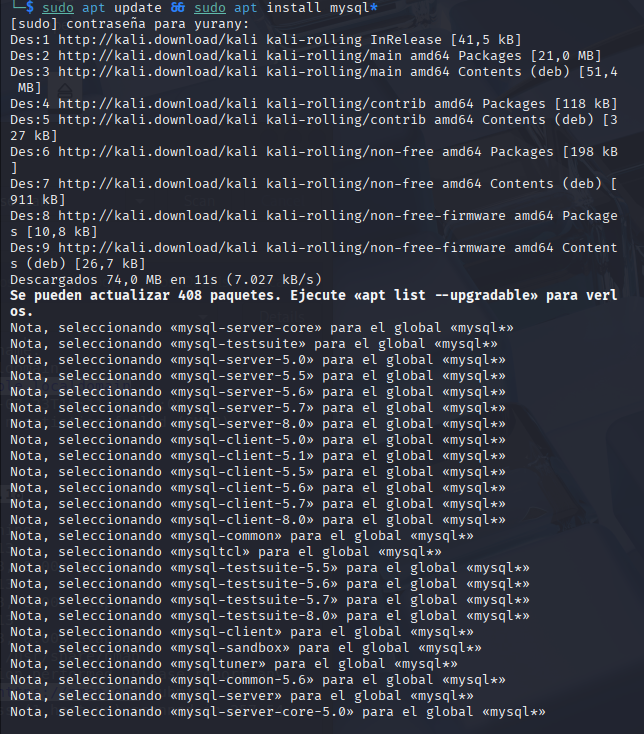 └─$ sudo apt update && sudo apt install mysql*
[sudo] contraseña para yurany:
Des:1 http://kali.download/kali kali-rolling InRelease [41,5 kB]
Des:2 http://kali.download/kali kali-rolling/main amd64 Packages [21,0 MB]
Des:3 http://kali.download/kali kali-rolling/main amd64 Contents (deb) [51,4
 MB]
Des:4 http://kali.download/kali kali-rolling/contrib amd64 Packages [118 kB]
Des:5 http://kali.download/kali kali-rolling/contrib amd64 Contents (deb) [3
27 kB]
Des:6 http://kali.download/kali kali-rolling/non-free amd64 Packages [198 kB
]
Des:7 http://kali.download/kali kali-rolling/non-free amd64 Contents (deb) [
911 kB]
Des:8 http://kali.download/kali kali-rolling/non-free-firmware amd64 Package
s [10,8 kB]
Des:9 http://kali.download/kali kali-rolling/non-free-firmware amd64 Content
s (deb) [26,7 kB]
Descargados 74,0 MB en 11s (7.027 kB/s)
Se pueden actualizar 408 paquetes. Ejecute «apt list --upgradable» para verl
os.
Nota, seleccionando «mysql-server-core» para el global «mysql*»
Nota, seleccionando «mysql-testsuite» para el global «mysql*»
Nota, seleccionando «mysql-server-5.0» para el global «mysql*»
Nota, seleccionando «mysql-server-5.5» para el global «mysql*»
Nota, seleccionando «mysql-server-5.6» para el global «mysql*»
Nota, seleccionando «mysql-server-5.7» para el global «mysql*»
Nota, seleccionando «mysql-server-8.0» para el global «mysql*»
Nota, seleccionando «mysql-client-5.0» para el global «mysql*»
Nota, seleccionando «mysql-client-5.1» para el global «mysql*»
Nota, seleccionando «mysql-client-5.5» para el global «mysql*»
Nota, seleccionando «mysql-client-5.6» para el global «mysql*»
Nota, seleccionando «mysql-client-5.7» para el global «mysql*»
Nota, seleccionando «mysql-client-8.0» para el global «mysql*»
Nota, seleccionando «mysql-common» para el global «mysql*»
Nota, seleccionando «mysqltcl» para el global «mysql*»
Nota, seleccionando «mysql-testsuite-5.5» para el global «mysql*»
Nota, seleccionando «mysql-testsuite-5.6» para el global «mysql*»
Nota, seleccionando «mysql-testsuite-5.7» para el global «mysql*»
Nota, seleccionando «mysql-testsuite-8.0» para el global «mysql*»
Nota, seleccionando «mysql-client» para el global «mysql*»
Nota, seleccionando «mysql-sandbox» para el global «mysql*»
Nota, seleccionando «mysqltuner» para el global «mysql*»
Nota, seleccionando «mysql-common-5.6» para el global «mysql*»
Nota, seleccionando «mysql-server» para el global «mysql*»
Nota, seleccionando «mysql-server-core-5.0» para el global «mysql*»